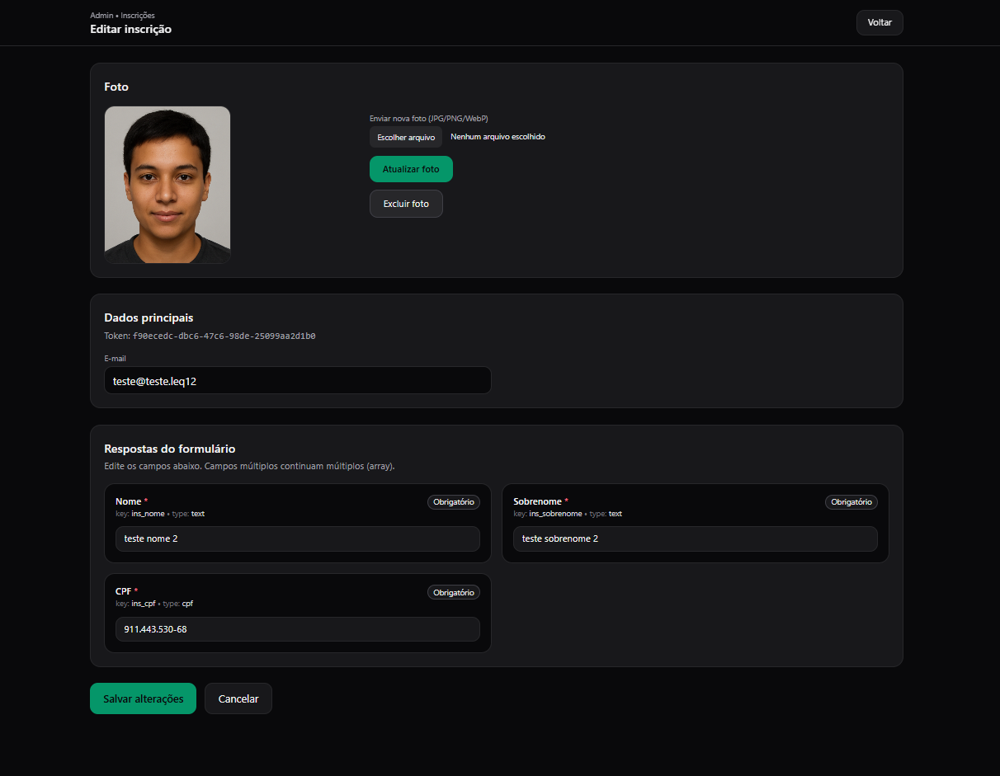 Admin • Inscrições
Editar inscrição
Voltar
Foto
Enviar nova foto (JPG/PNG/WebP)
Escolher arquivo Nenhum arquivo escolhido
Atualizar foto
Excluir foto
Dados principais
Token: f90ecedc-dbc6-47c6-98de-25099aa2d1b0
E-mail
teste@teste.leq12
Respostas do formulário
Edite os campos abaixo. Campos múltiplos continuam múltiplos (array).
Nome *
Obrigatório
key: ins_nome • type: text
teste nome 2
Sobrenome *
Obrigatório
key: ins_sobrenome • type: text
teste sobrenome 2
CPF *
Obrigatório
key: ins_cpf • type: cpf
911.443.530-68
Salvar alterações
Cancelar